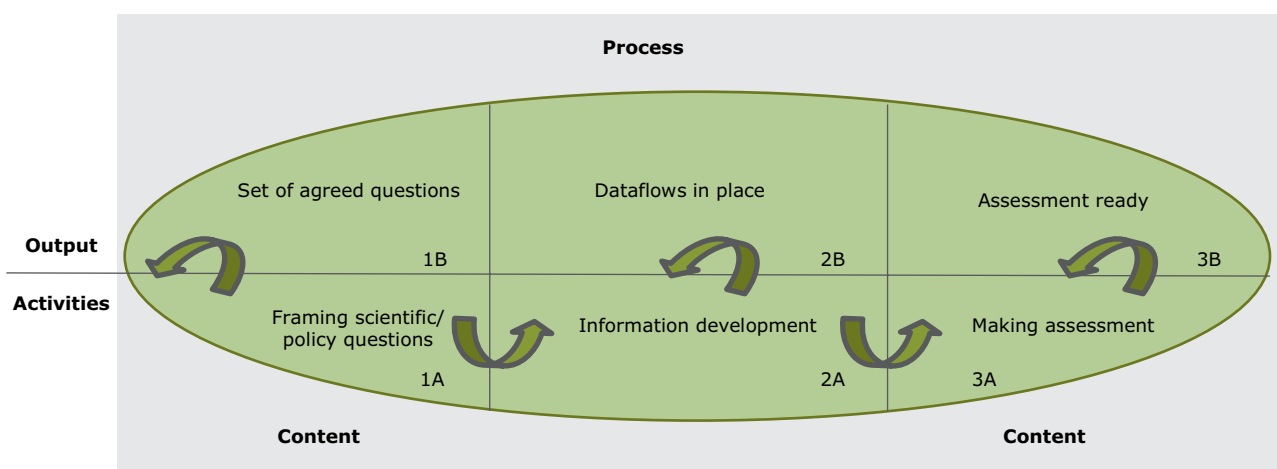 Process
Set of agreed questions
Dataflows in place
Assessment ready
Output
1B
2B
3B
Activities
Framing scientific/
policy questions
Information development
Making assessment
1A
2A
3A
Content
Content